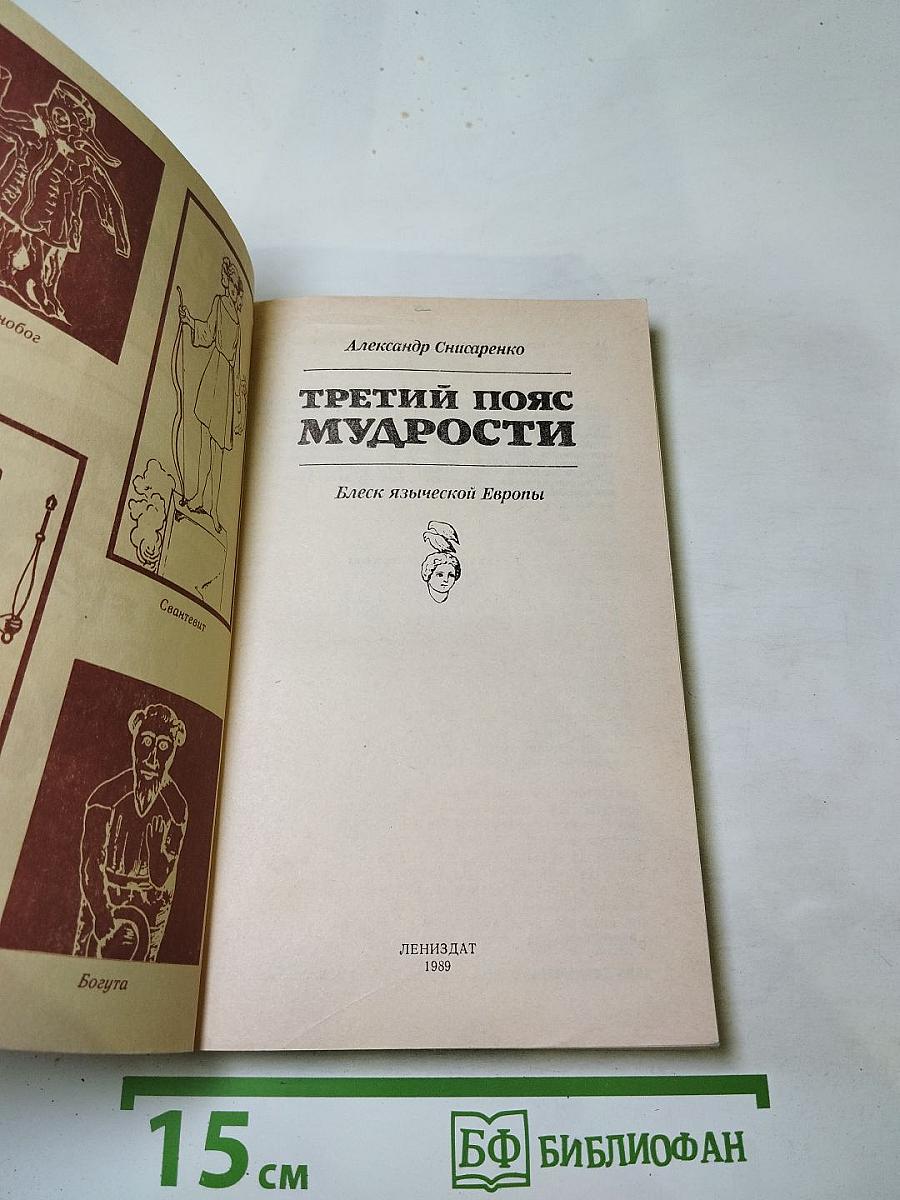 нобог
Свантевит
Богута
Александр Снисаренко
ТРЕТИЙ ПОЯС
МУДРОСТИ
Блеск языческой Европы
ЛЕНИЗДАТ
1989
15 см
БФ БИБЛИОФАН